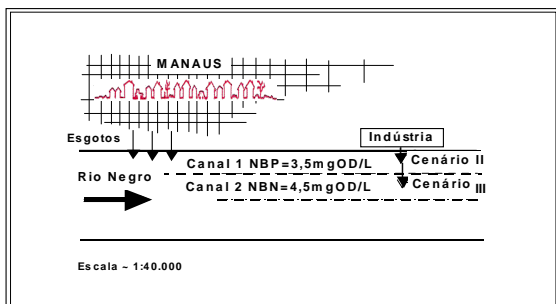 MANAUS
Esgotos
Indústria
Canal 1 NBP=3,5mgOD/L Cenário II
Rio Negro
Canal 2 NBN=4,5mgOD/L Cenário III
Escala ~ 1:40.000